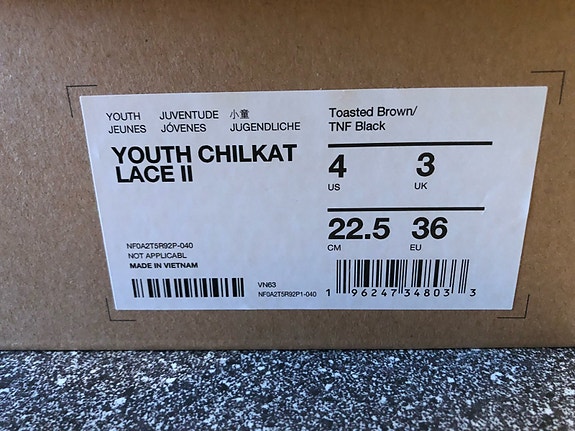 YOUTH JUVENTUDE 小童
JEUNES JÓVENES JUGENDLICHE
YOUTH CHILKAT
LACE II
Toasted Brown/
TNF Black
4 3
US UK
22.5 36
CM EU
NF0A2T5R92P-040
NOT APPLICABL
MADE IN VIETNAM
VN63
NF0A2T5R92P1-040
1 96247 34803 3